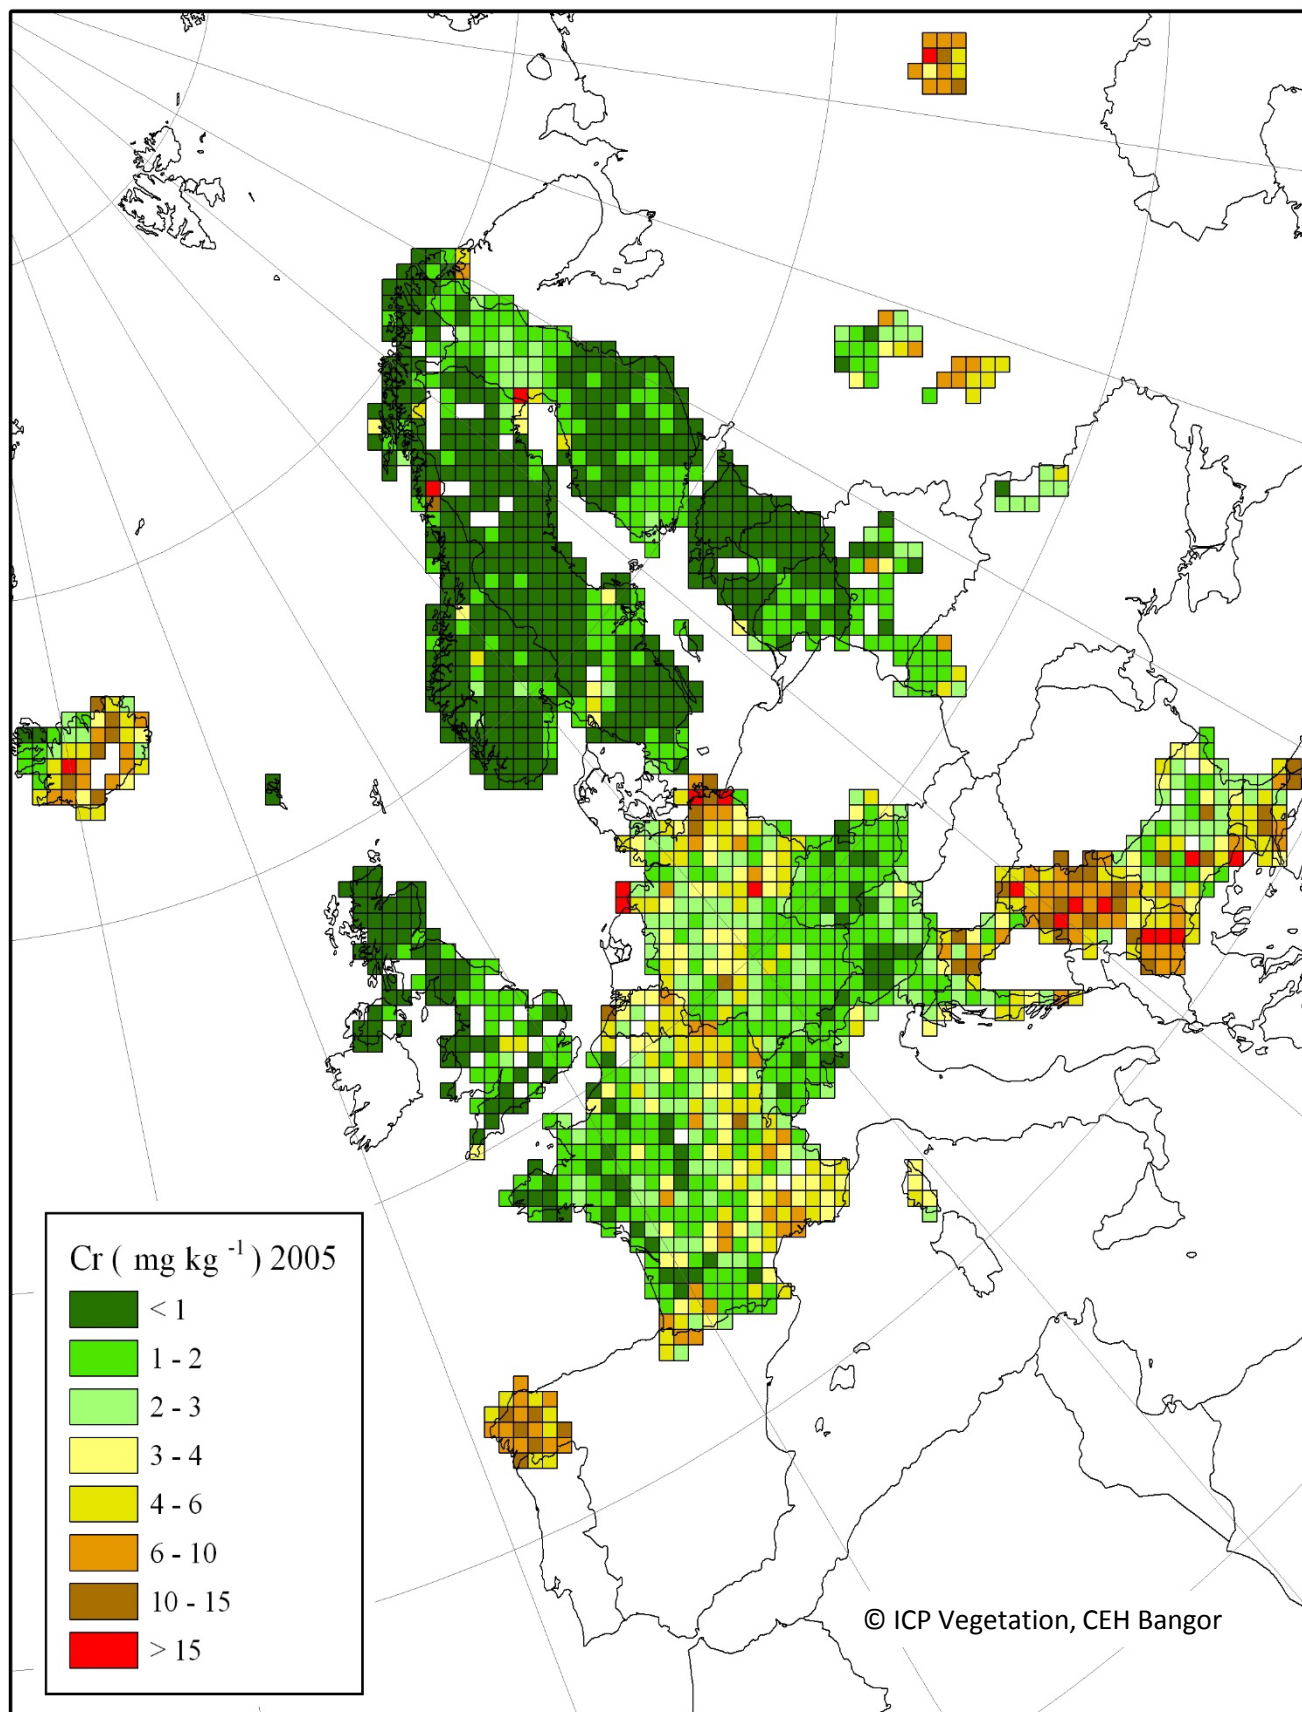 Cr ( mg kg ⁻¹ ) 2005
< 1
1 - 2
2 - 3
3 - 4
4 - 6
6 - 10
10 - 15
> 15
© ICP Vegetation, CEH Bangor